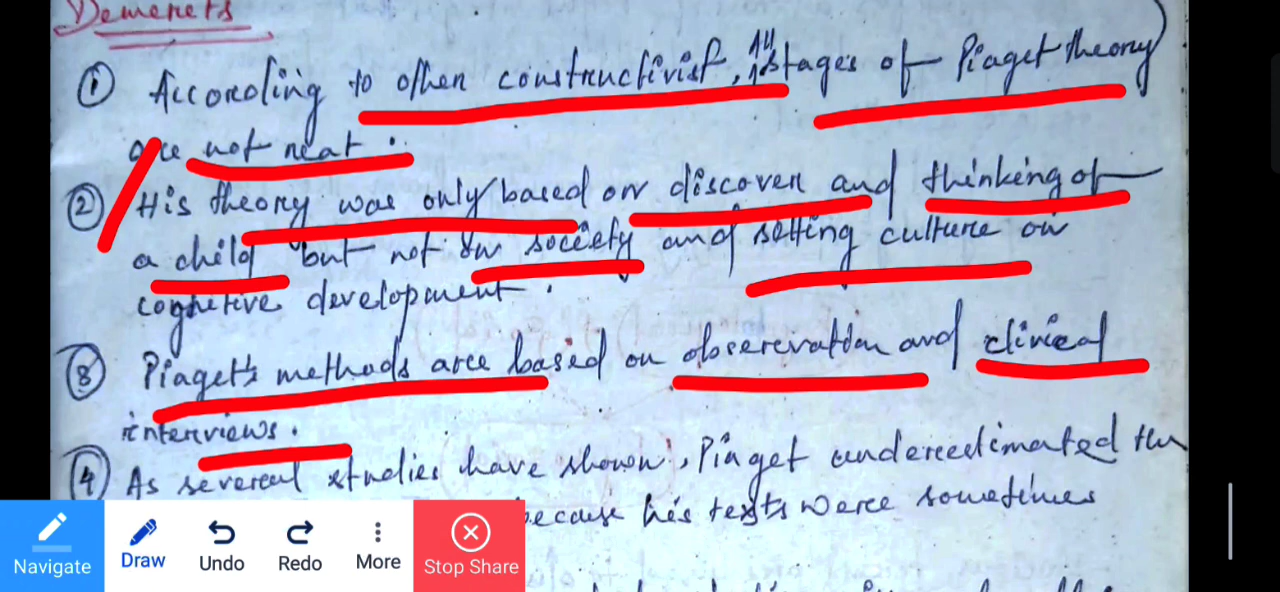 Demerets
① According to other constructivist, All stages of Piaget theory
are not neat.
② His theory was only based on discover and thinking of
a child but not on society and setting culture on
cognetive development.
③ Piaget's methods are based on observation and clinical
interviews.
④ As several studies have shown, Piaget underestimated the
because his tests were sometimes
Navigate
Draw
Undo
Redo
More
Stop Share